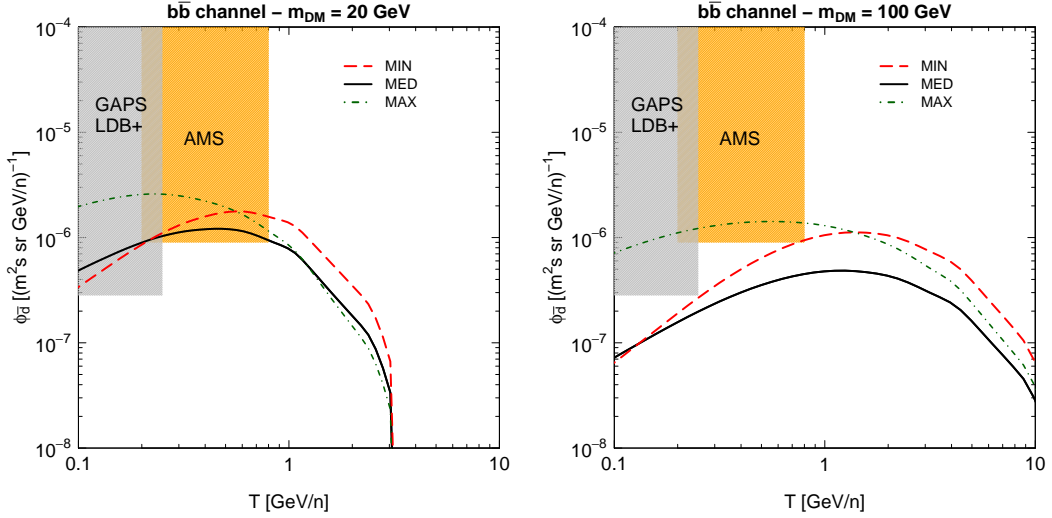 bb̅ channel – m_DM = 20 GeV
10⁻⁴
10⁻⁵
10⁻⁶
10⁻⁷
10⁻⁸
ϕ_d̅ [(m²s sr GeV/n)⁻¹]
GAPS
LDB+
AMS
MIN
MED
MAX
0.1
1
10
T [GeV/n]
bb̅ channel – m_DM = 100 GeV
10⁻⁴
10⁻⁵
10⁻⁶
10⁻⁷
10⁻⁸
ϕ_d̅ [(m²s sr GeV/n)⁻¹]
GAPS
LDB+
AMS
MIN
MED
MAX
0.1
1
10
T [GeV/n]